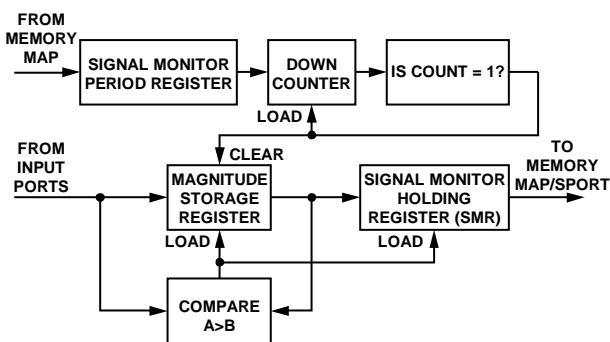 FROM
MEMORY
MAP
SIGNAL MONITOR
PERIOD REGISTER
DOWN
COUNTER
IS COUNT = 1?
LOAD
CLEAR
FROM
INPUT
PORTS
MAGNITUDE
STORAGE
REGISTER
SIGNAL MONITOR
HOLDING
REGISTER (SMR)
TO
MEMORY
MAP/SPORT
LOAD
LOAD
COMPARE
A>B